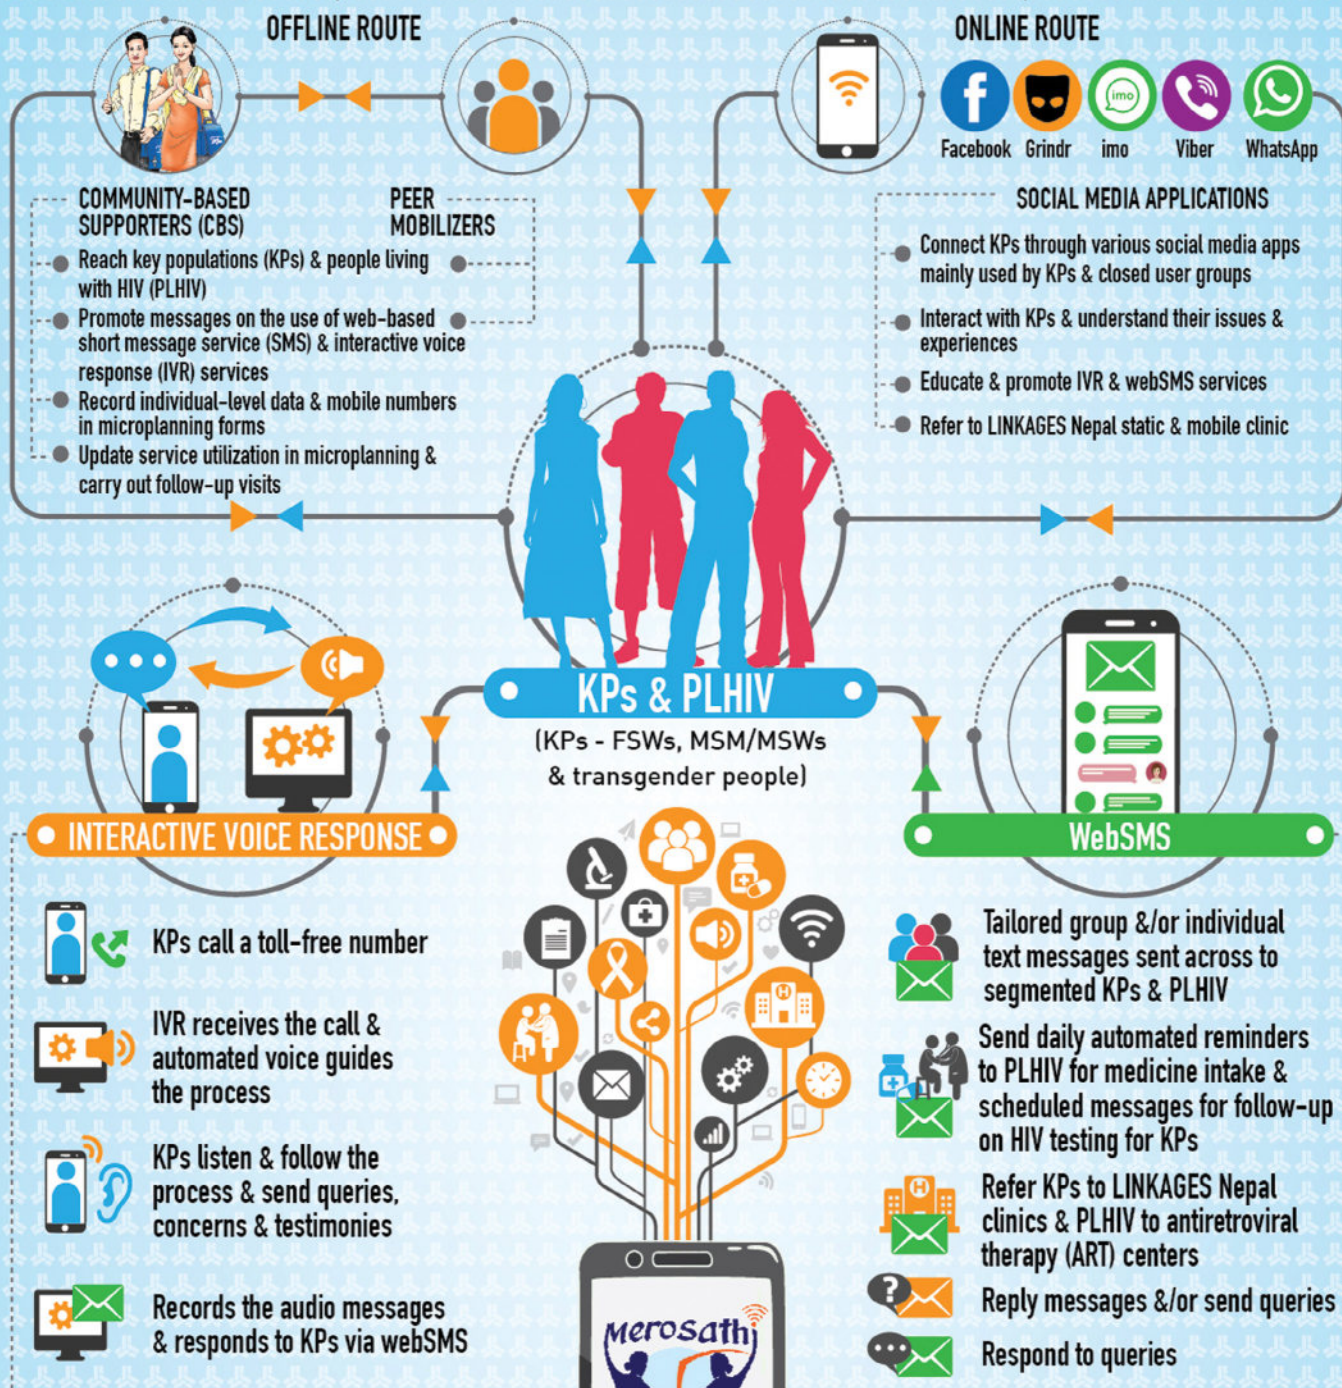 OFFLINE ROUTE
COMMUNITY-BASED
SUPPORTERS (CBS)
PEER
MOBILIZERS
Reach key populations (KPs) & people living
with HIV (PLHIV)
Promote messages on the use of web-based
short message service (SMS) & interactive voice
response (IVR) services
Record individual-level data & mobile numbers
in microplanning forms
Update service utilization in microplanning &
carry out follow-up visits
ONLINE ROUTE
imo
Facebook
Grindr
imo
Viber
WhatsApp
SOCIAL MEDIA APPLICATIONS
Connect KPs through various social media apps
mainly used by KPs & closed user groups
Interact with KPs & understand their issues &
experiences
Educate & promote IVR & webSMS services
Refer to LINKAGES Nepal static & mobile clinic
KPs & PLHIV
(KPs - FSWs, MSM/MSWs
& transgender people)
INTERACTIVE VOICE RESPONSE
KPs call a toll-free number
IVR receives the call &
automated voice guides
the process
KPs listen & follow the
process & send queries,
concerns & testimonies
Records the audio messages
& responds to KPs via webSMS
H
merosathi
WebSMS
Tailored group &/or individual
text messages sent across to
segmented KPs & PLHIV
Send daily automated reminders
to PLHIV for medicine intake &
scheduled messages for follow-up
on HIV testing for KPs
H
Refer KPs to LINKAGES Nepal
clinics & PLHIV to antiretroviral
therapy (ART) centers
?
Reply messages &/or send queries
Respond to queries